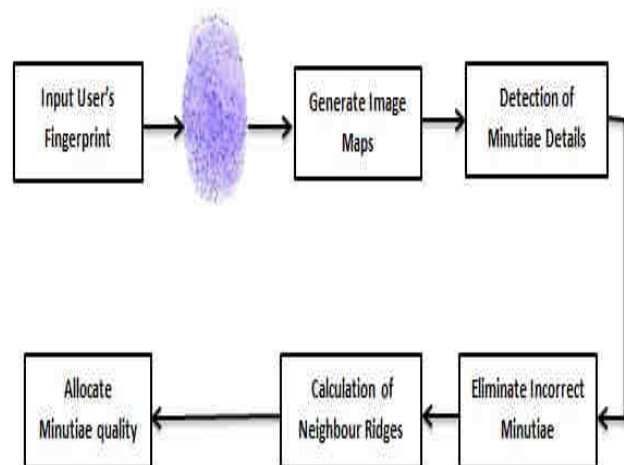 Input User's
Fingerprint
Generate Image
Maps
Detection of
Minutiae Details
Eliminate Incorrect
Minutiae
Calculation of
Neighbour Ridges
Allocate
Minutiae quality